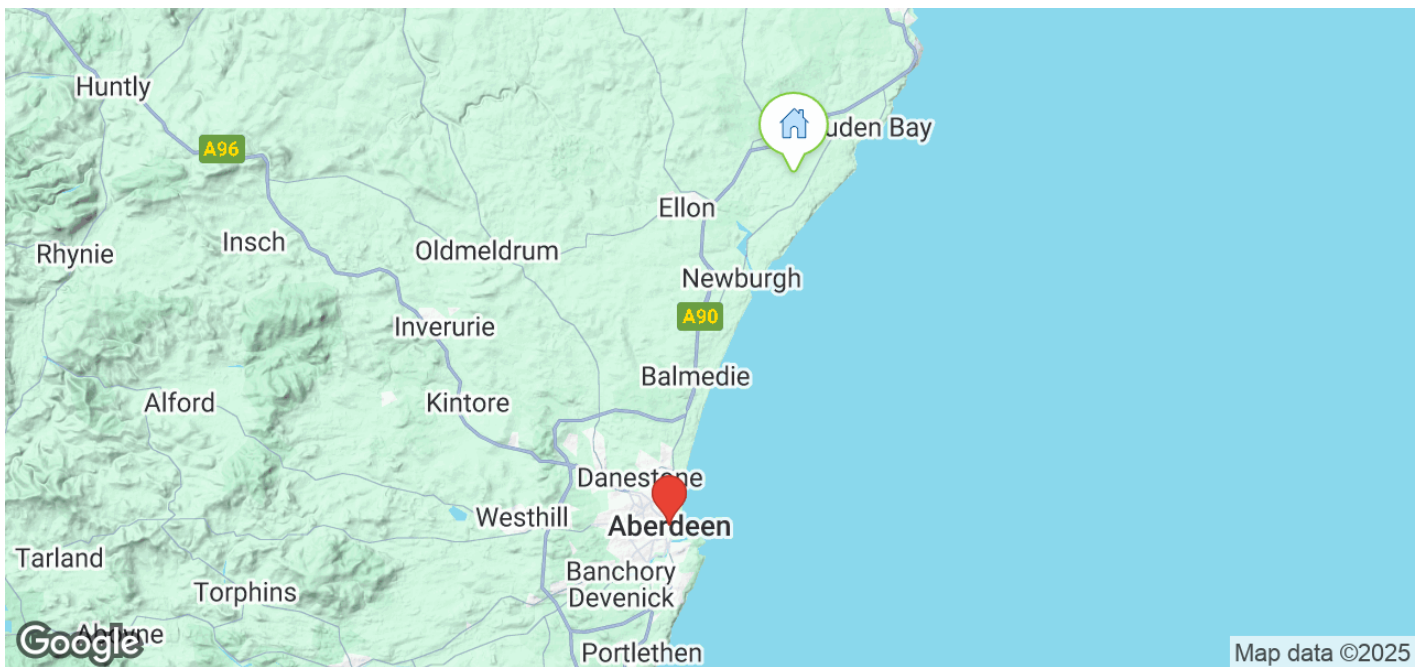 Huntly
A96
uden Bay
Ellon
Rhynie
Insch
Oldmeldrum
Newburgh
A90
Inverurie
Balmedie
Alford
Kintore
Danestone
Westhill
Aberdeen
Tarland
Banchory
Devenick
Torphins
Aboyne
Portlethen
Google
Map data ©2025